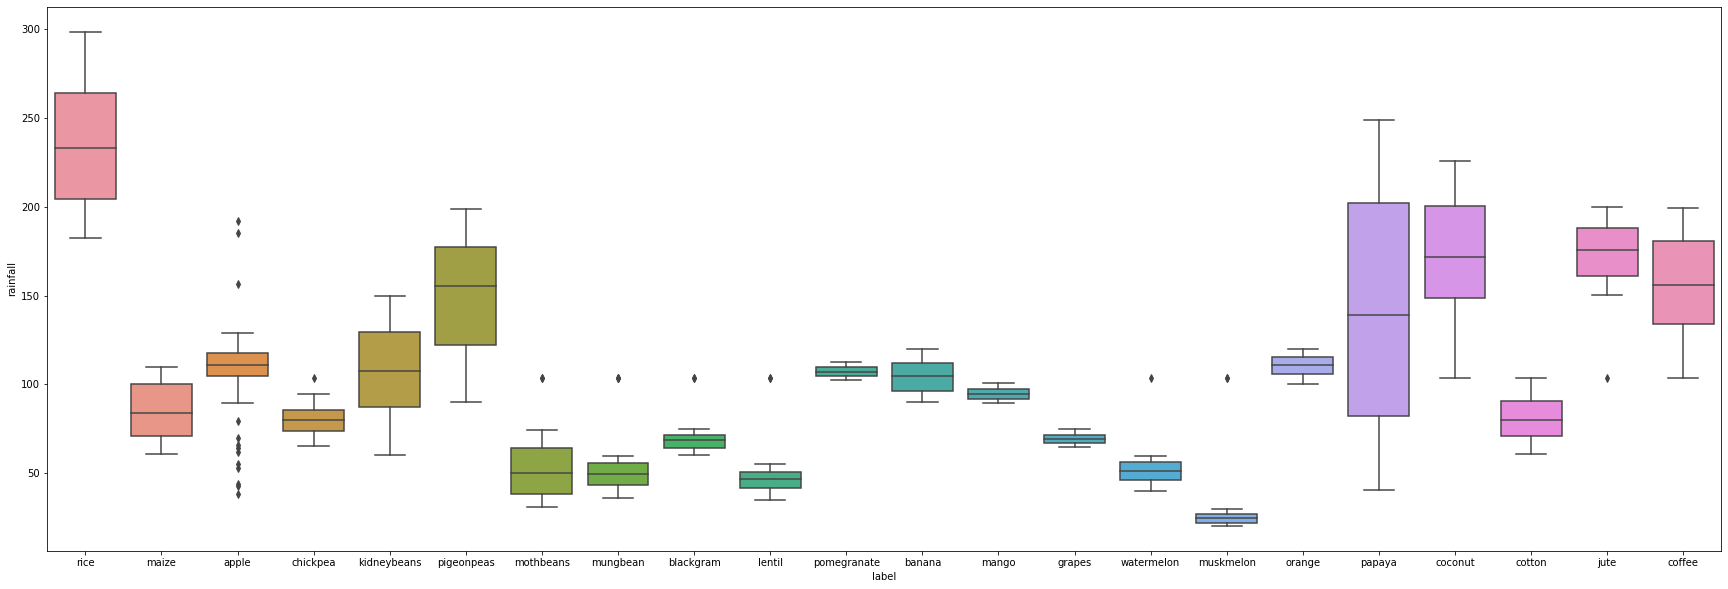 300
250
200
150
100
50
rainfall
rice maize apple chickpea kidneybeans pigeonpeas mothbeans mungbean blackgram lentil pomegranate banana mango grapes watermelon muskmelon orange papaya coconut cotton jute coffee
label